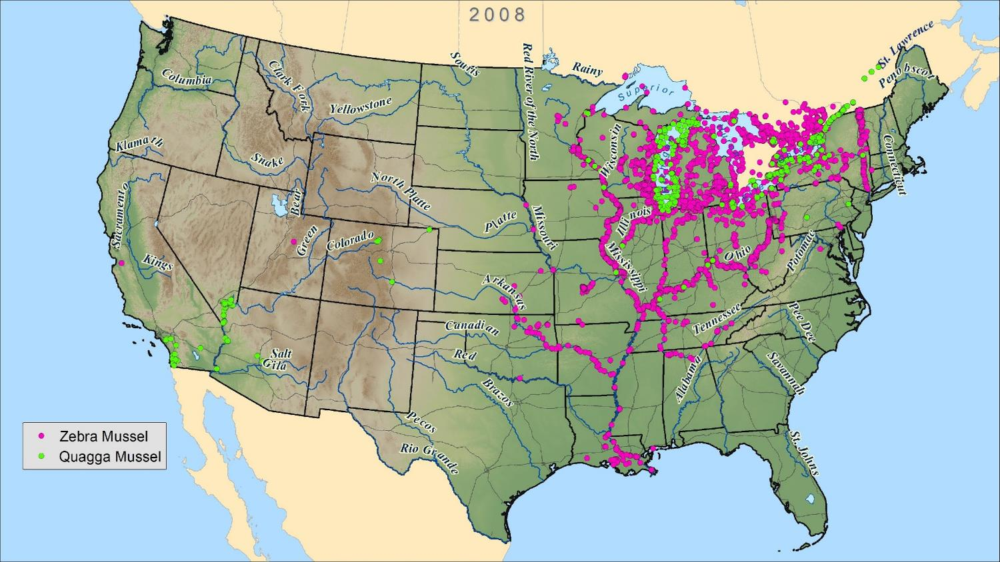 2008
St. Lawrence
Souris
Red River of the North
Rainy
Superior
Penobscot
Columbia
Clark Fork
Yellowstone
Wisconsin
Klamath
Snake
Connecticut
North Platte
Sacramento
Bear
Platte
Missouri
Illinois
Green
Colorado
Kings
Ohio
Potomac
Mississippi
Arkansas
Tennessee
Pee Dee
Canadian
Salt
Gila
Red
Brazos
Alabama
Savannah
Pecos
Rio Grande
St. Johns
Zebra Mussel
Quagga Mussel